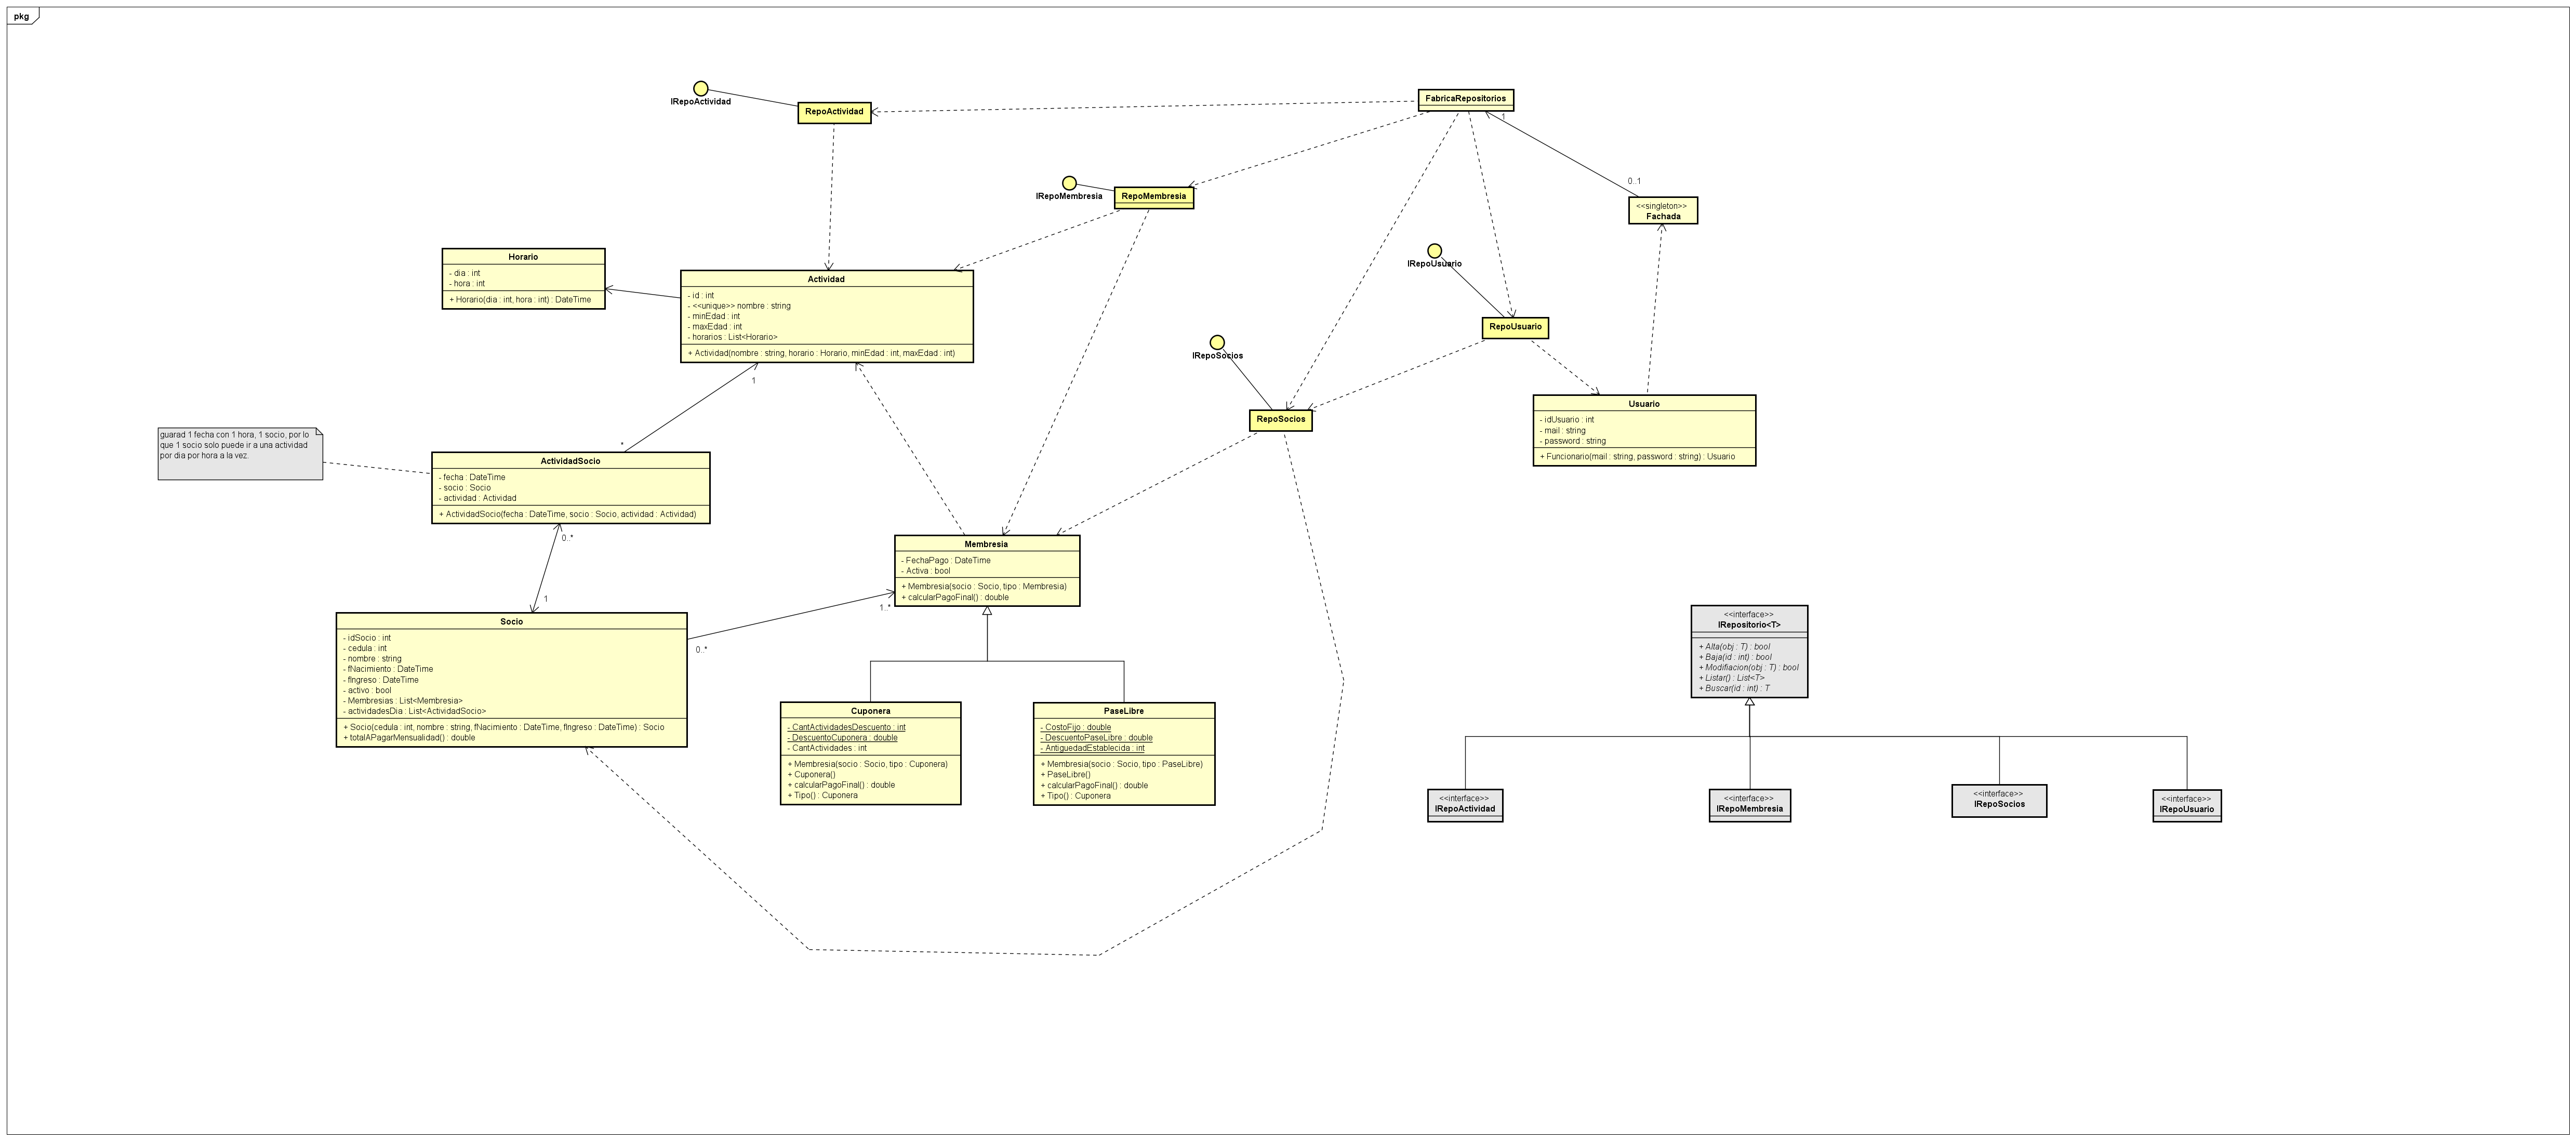 pkg
IRepoActividad
RepoActividad
FabricaRepositorios
1
0..1
<<singleton>>
Fachada
IRepoMembresia
RepoMembresia
IRepoUsuario
RepoUsuario
IRepoSocios
RepoSocios
Horario
- dia : int
- hora : int
+ Horario(dia : int, hora : int) : DateTime
Actividad
- id : int
- <<unique>> nombre : string
- minEdad : int
- maxEdad : int
- horarios : List<Horario>
+ Actividad(nombre : string, horario : Horario, minEdad : int, maxEdad : int)
1
*
Usuario
- idUsuario : int
- mail : string
- password : string
+ Funcionario(mail : string, password : string) : Usuario
guarad 1 fecha con 1 hora, 1 socio, por lo
que 1 socio solo puede ir a una actividad
por dia por hora a la vez.
ActividadSocio
- fecha : DateTime
- socio : Socio
- actividad : Actividad
+ ActividadSocio(fecha : DateTime, socio : Socio, actividad : Actividad)
0..*
1
Membresia
- FechaPago : DateTime
- Activa : bool
+ Membresia(socio : Socio, tipo : Membresia)
+ calcularPagoFinal() : double
1..*
0..*
Socio
- idSocio : int
- cedula : int
- nombre : string
- fNacimiento : DateTime
- fIngreso : DateTime
- activo : bool
- Membresias : List<Membresia>
- actividadesDia : List<ActividadSocio>
+ Socio(cedula : int, nombre : string, fNacimiento : DateTime, fIngreso : DateTime) : Socio
+ totalAPagarMensualidad() : double
Cuponera
- CantActividadesDescuento : int
- DescuentoCuponera : double
- CantActividades : int
+ Membresia(socio : Socio, tipo : Cuponera)
+ Cuponera()
+ calcularPagoFinal() : double
+ Tipo() : Cuponera
PaseLibre
- CostoFijo : double
- DescuentoPaseLibre : double
- AntiguedadEstablecida : int
+ Membresia(socio : Socio, tipo : PaseLibre)
+ PaseLibre()
+ calcularPagoFinal() : double
+ Tipo() : Cuponera
<<interface>>
IRepositorio<T>
+ Alta(obj : T) : bool
+ Baja(id : int) : bool
+ Modifiacion(obj : T) : bool
+ Listar() : List<T>
+ Buscar(id : int) : T
<<interface>>
IRepoActividad
<<interface>>
IRepoMembresia
<<interface>>
IRepoSocios
<<interface>>
IRepoUsuario